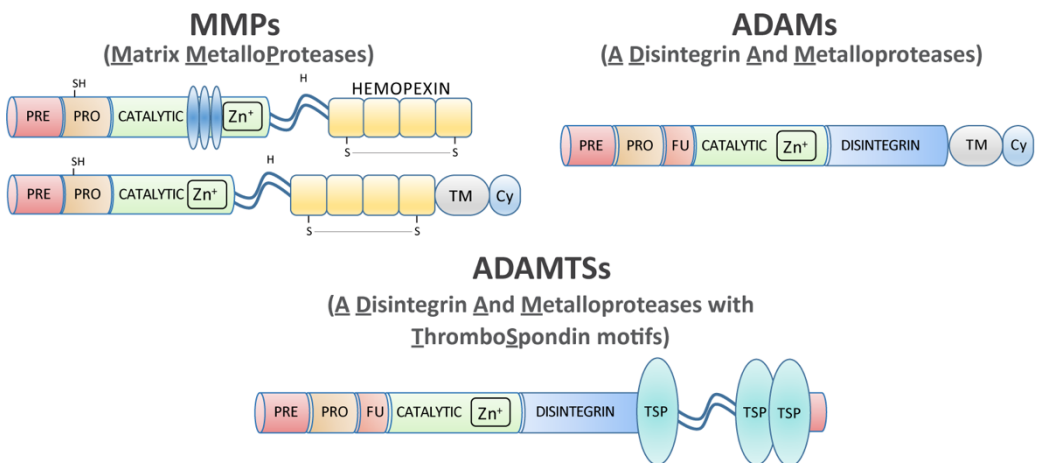 MMPs
(Matrix MetalloProteases)
SH
H
HEMOPEXIN
PRE PRO CATALYTIC Zn⁺
S S
SH
H
PRE PRO CATALYTIC Zn⁺ TM Cy
S S
ADAMs
(A Disintegrin And Metalloproteases)
PRE PRO FU CATALYTIC Zn⁺ DISINTEGRIN TM Cy
ADAMTSs
(A Disintegrin And Metalloproteases with
ThromboSpondin motifs)
PRE PRO FU CATALYTIC Zn⁺ DISINTEGRIN TSP TSP TSP